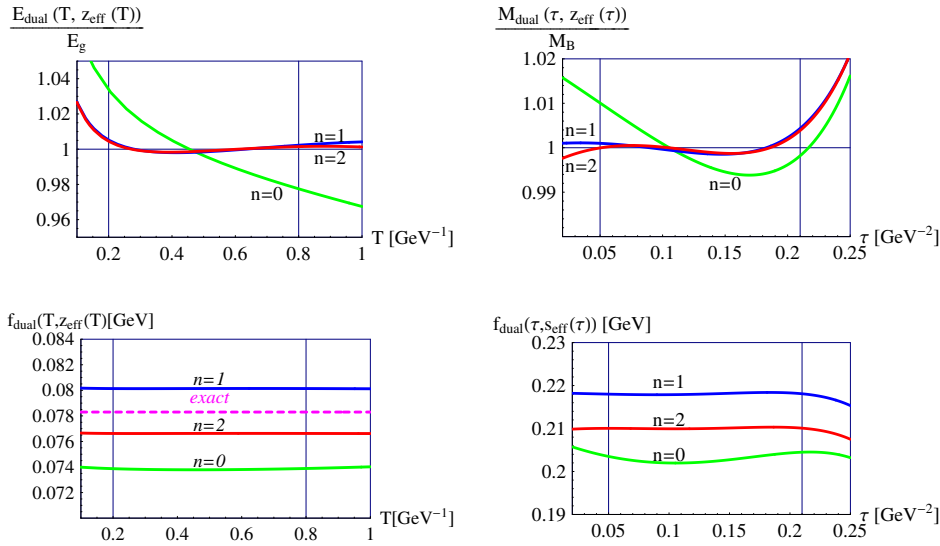 E_dual (T, z_eff (T))
E_g
1.04
1.02
1
0.98
0.96
n=1
n=2
n=0
0.2 0.4 0.6 0.8 1
T [GeV⁻¹]
M_dual (τ, z_eff (τ))
M_B
1.02
1.01
1
0.99
n=1
n=2
n=0
0.05 0.1 0.15 0.2 0.25
τ [GeV⁻²]
f_dual(T,z_eff(T)[GeV]
0.084
0.082
0.08
0.078
0.076
0.074
0.072
0.070
n=1
exact
n=2
n=0
0.2 0.4 0.6 0.8 1
T[GeV⁻¹]
f_dual(τ,s_eff(τ)) [GeV]
0.23
0.22
0.21
0.2
0.19
n=1
n=2
n=0
0.05 0.1 0.15 0.2 0.25
τ [GeV⁻²]